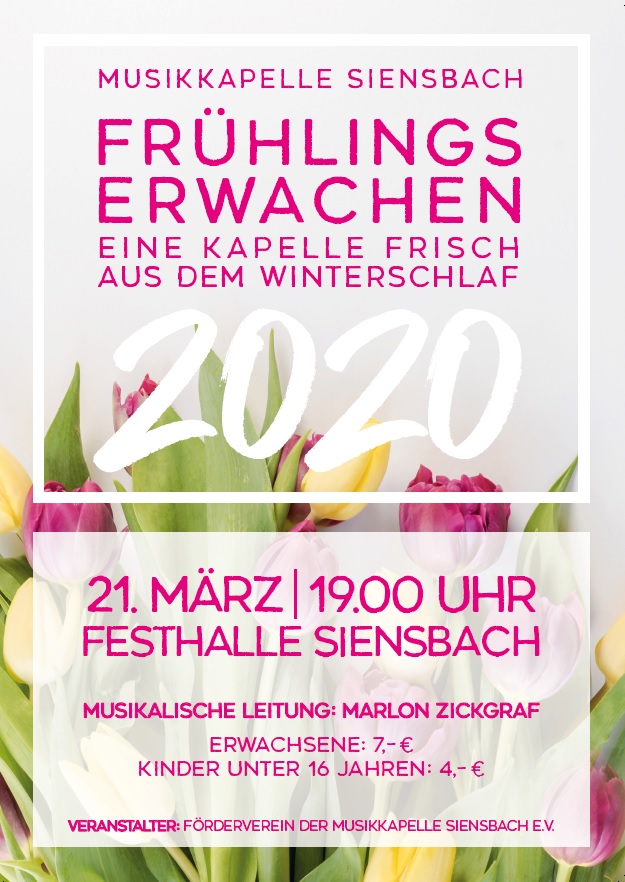 MUSIKKAPELLE SIENSBACH
FRÜHLINGS
ERWACHEN
EINE KAPELLE FRISCH
AUS DEM WINTERSCHLAF
2020
21. MÄRZ | 19.00 UHR
FESTHALLE SIENSBACH
MUSIKALISCHE LEITUNG: MARLON ZICKGRAF
ERWACHSENE: 7,- €
KINDER UNTER 16 JAHREN: 4,- €
VERANSTALTER: FÖRDERVEREIN DER MUSIKKAPELLE SIENSBACH E.V.